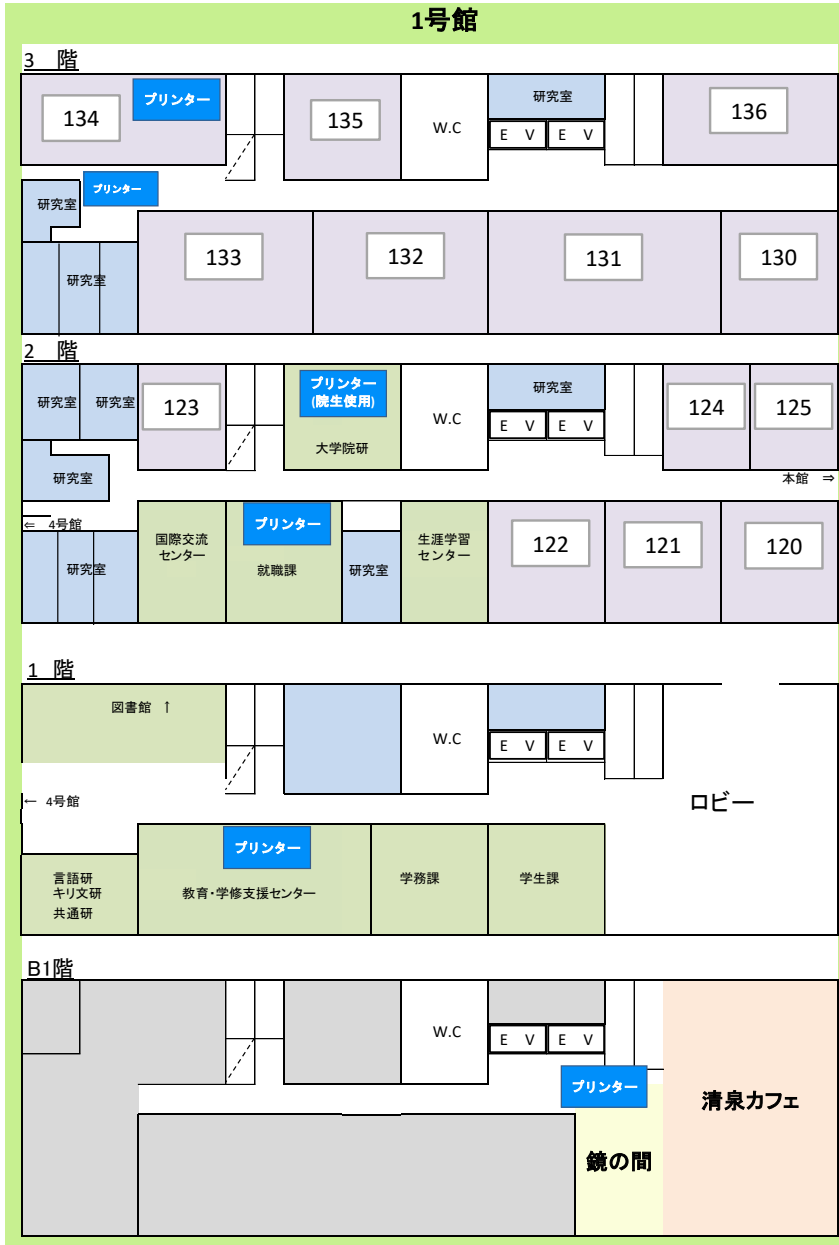 1号館
3 階
134
プリンター
135
W.C
研究室
E V E V
136
研究室
プリンター
研究室
133
132
131
130
2 階
研究室
研究室
123
プリンター
(院生使用)
大学院研
W.C
研究室
E V E V
124
125
研究室
本館 ⇒
⇐ 4号館
研究室
国際交流
センター
プリンター
就職課
研究室
生涯学習
センター
122
121
120
1 階
図書館 ↑
W.C
E V E V
← 4号館
ロビー
言語研
キリ文研
共通研
プリンター
教育・学修支援センター
学務課
学生課
B1階
W.C
E V E V
プリンター
鏡の間
清泉カフェ